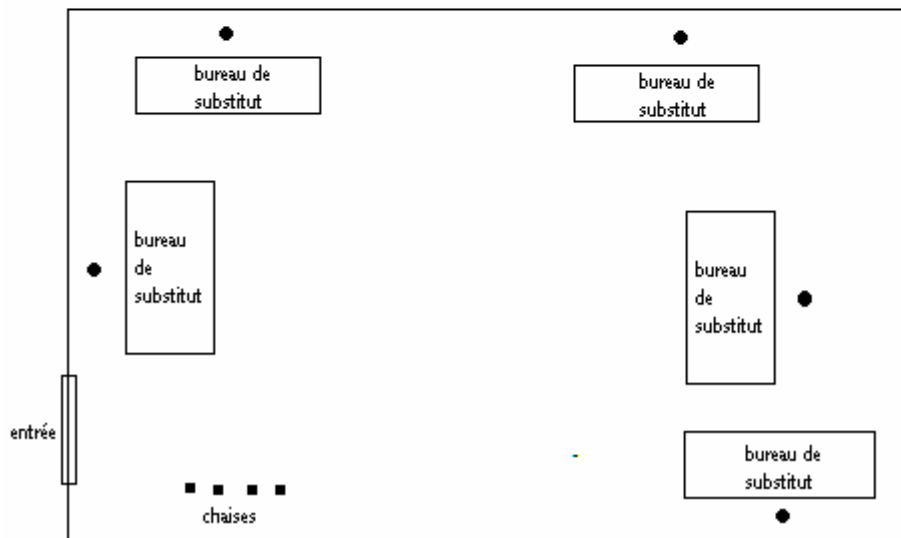 bureau de
substitut
bureau de
substitut
bureau
de
substitut
bureau
de
substitut
entrée
bureau de
substitut
chaises